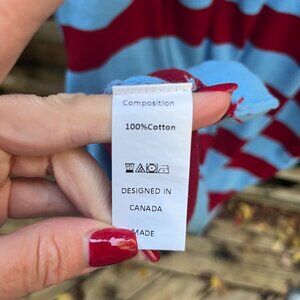 Composition
100%Cotton
DESIGNED IN
CANADA
MADE